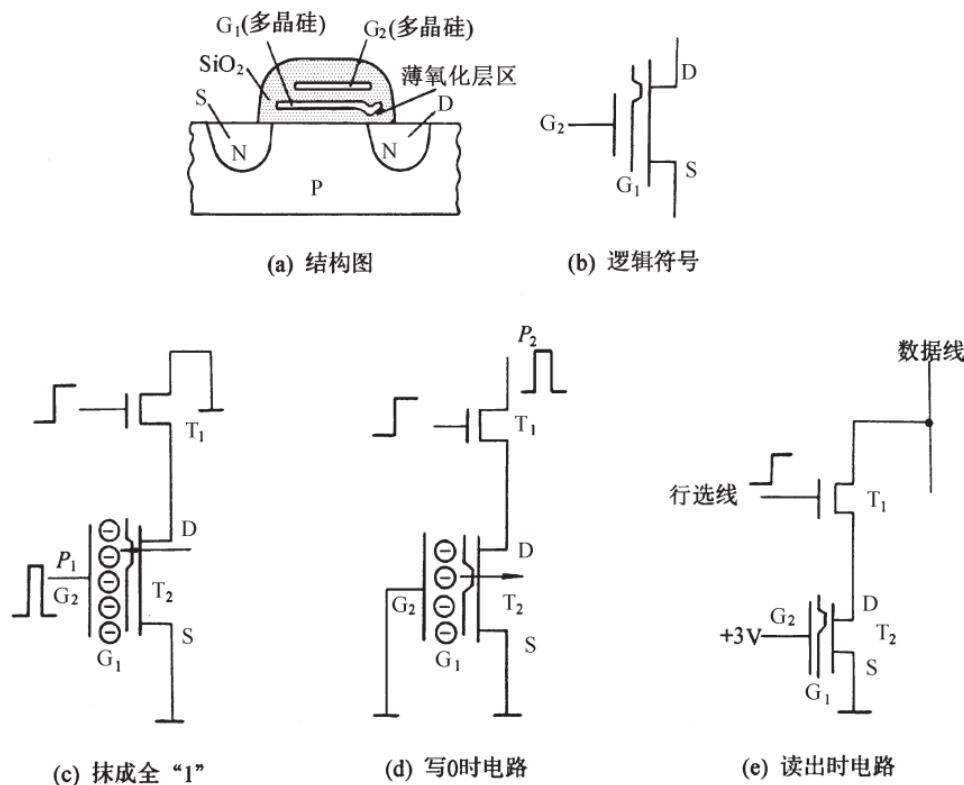 G₁(多晶硅)
G₂(多晶硅)
SiO₂
薄氧化层区
S
D
N
N
P
(a) 结构图
D
G₂
G₁
S
(b) 逻辑符号
T₁
D
P₁
G₂
T₂
S
G₁
(c) 抹成全“1”
P₂
T₁
D
G₂
T₂
G₁
S
(d) 写0时电路
数据线
行选线
T₁
D
G₂
T₂
+3V
S
G₁
(e) 读出时电路